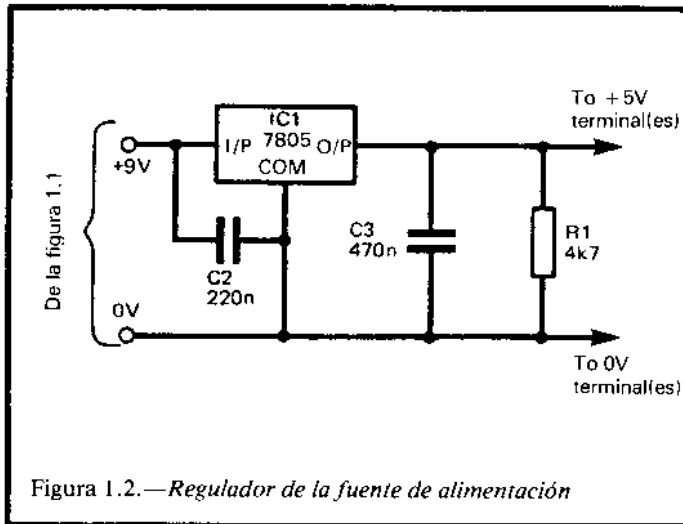 IC1
7805
I/P
O/P
COM
To +5V
terminal(es)
+9V
De la figura 1.1
C2
220n
C3
470n
R1
4k7
0V
To 0V
terminal(es)
Figura 1.2.—Regulador de la fuente de alimentación